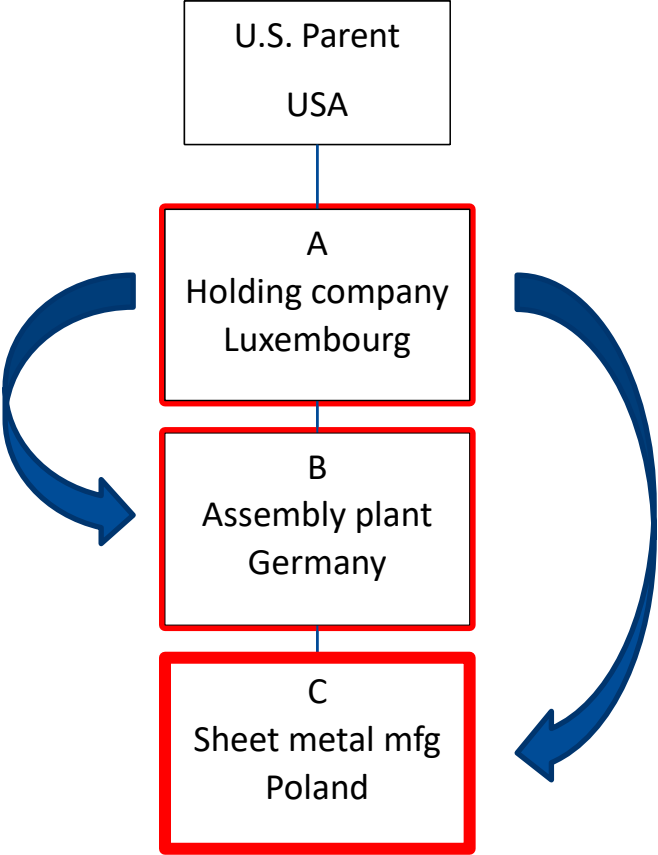 U.S. Parent
USA
A
Holding company
Luxembourg
B
Assembly plant
Germany
C
Sheet metal mfg
Poland